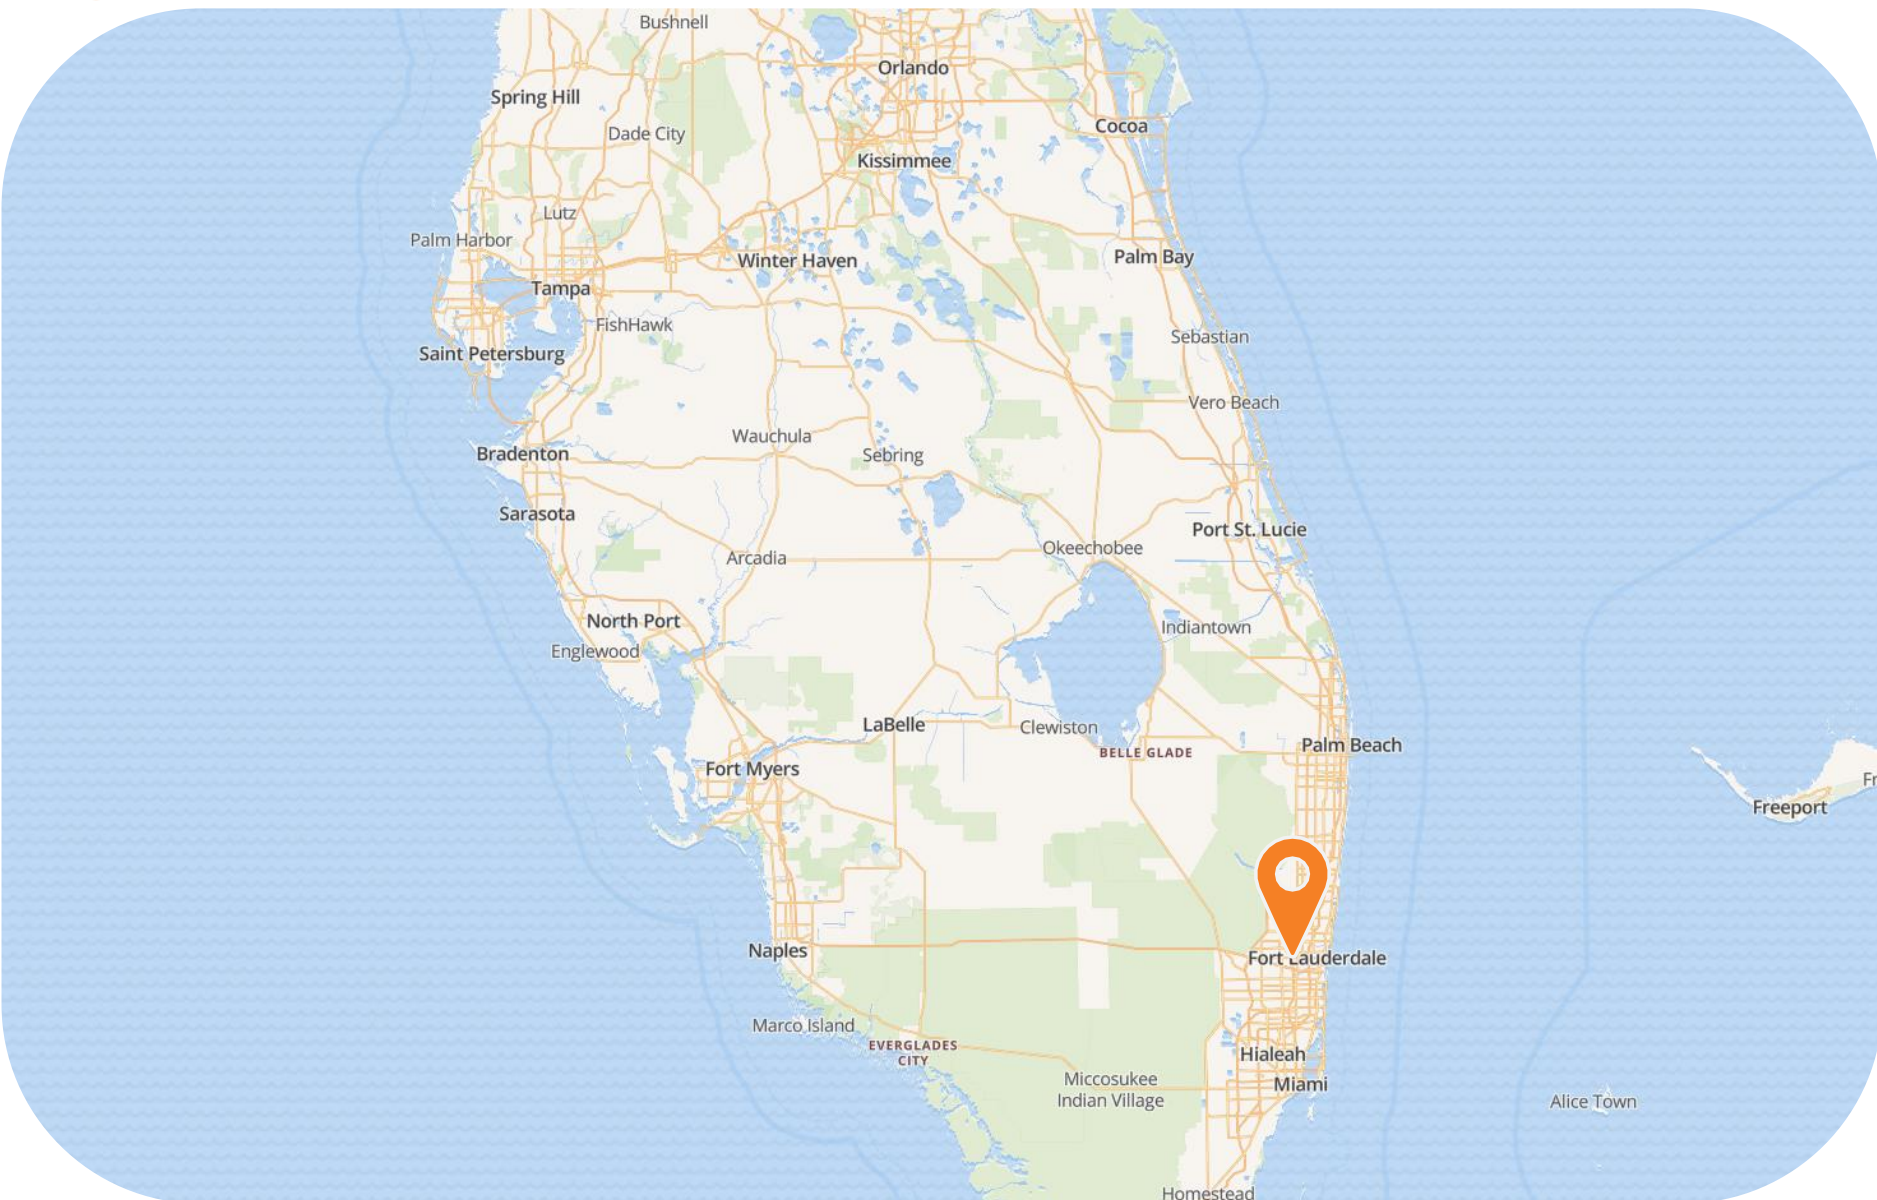 Bushnell
Orlando
Spring Hill
Cocoa
Dade City
Kissimmee
Lutz
Palm Harbor
Palm Bay
Winter Haven
Tampa
FishHawk
Sebastian
Saint Petersburg
Vero Beach
Wauchula
Bradenton
Sebring
Sarasota
Port St. Lucie
Okeechobee
Arcadia
North Port
Indiantown
Englewood
LaBelle
Clewiston
Palm Beach
BELLE GLADE
Fort Myers
Fr
Freeport
Naples
Fort Lauderdale
Marco Island
EVERGLADES
CITY
Hialeah
Miccosukee
Indian Village
Miami
Alice Town
Homestead